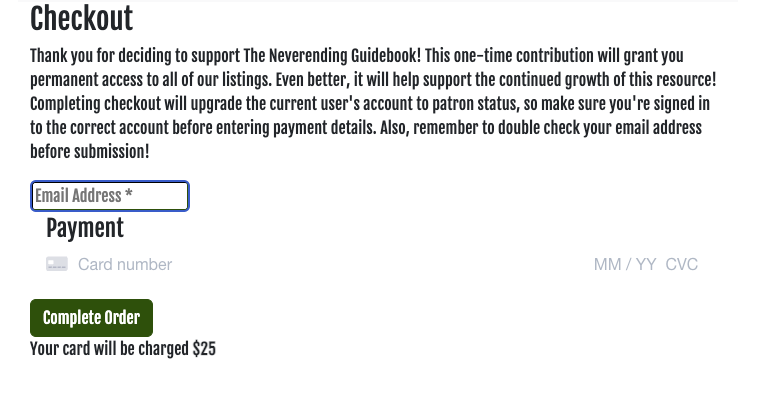 Checkout
Thank you for deciding to support The Neverending Guidebook! This one-time contribution will grant you
permanent access to all of our listings. Even better, it will help support the continued growth of this resource!
Completing checkout will upgrade the current user's account to patron status, so make sure you're signed in
to the correct account before entering payment details. Also, remember to double check your email address
before submission!
Email Address *
Payment
Card number MM / YY CVC
Complete Order
Your card will be charged $25